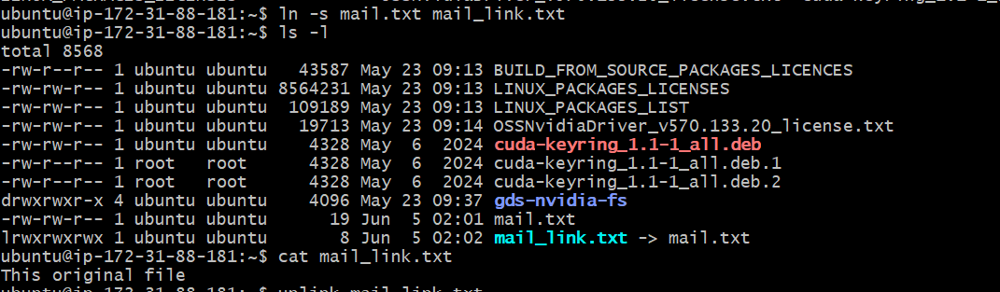 ubuntu@ip-172-31-88-181:~$ ln -s mail.txt mail_link.txt
ubuntu@ip-172-31-88-181:~$ ls -l
total 8568
-rw-r--r-- 1 ubuntu ubuntu   43587 May 23 09:13 BUILD_FROM_SOURCE_PACKAGES_LICENCES
-rw-rw-r-- 1 ubuntu ubuntu 8564231 May 23 09:13 LINUX_PACKAGES_LICENSES
-rw-rw-r-- 1 ubuntu ubuntu  109189 May 23 09:13 LINUX_PACKAGES_LIST
-rw-rw-r-- 1 ubuntu ubuntu   19713 May 23 09:14 OSSNvidiaDriver_v570.133.20_license.txt
-rw-rw-r-- 1 ubuntu ubuntu    4328 May  6  2024 cuda-keyring_1.1-1_all.deb
-rw-r--r-- 1 root   root      4328 May  6  2024 cuda-keyring_1.1-1_all.deb.1
-rw-r--r-- 1 root   root      4328 May  6  2024 cuda-keyring_1.1-1_all.deb.2
drwxrwxr-x 4 ubuntu ubuntu    4096 May 23 09:37 gds-nvidia-fs
-rw-rw-r-- 1 ubuntu ubuntu      19 Jun  5 02:01 mail.txt
lrwxrwxrwx 1 ubuntu ubuntu       8 Jun  5 02:02 mail_link.txt -> mail.txt
ubuntu@ip-172-31-88-181:~$ cat mail_link.txt
This original file
ubuntu@ip-172-31-88-181:~$ unlink mail_link.txt